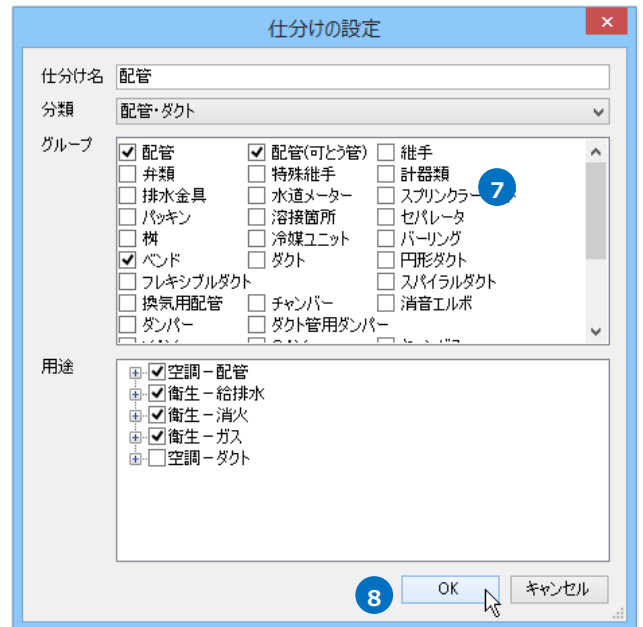 仕分けの設定
×
仕分け名 配管
分類 配管・ダクト
グループ 配管 配管(可とう管) 継手
弁類 特殊継手 計器類
7
排水金具 水道メーター スプリンクラー
パッキン 溶接箇所 セパレータ
桝 冷媒ユニット バーリング
ベンド ダクト 円形ダクト
フレキシブルダクト スパイラルダクト
換気用配管 チャンバー 消音エルボ
ダンパー ダクト管用ダンパー
用途 空調-配管
衛生-給排水
衛生-消火
衛生-ガス
空調-ダクト
8 OK キャンセル